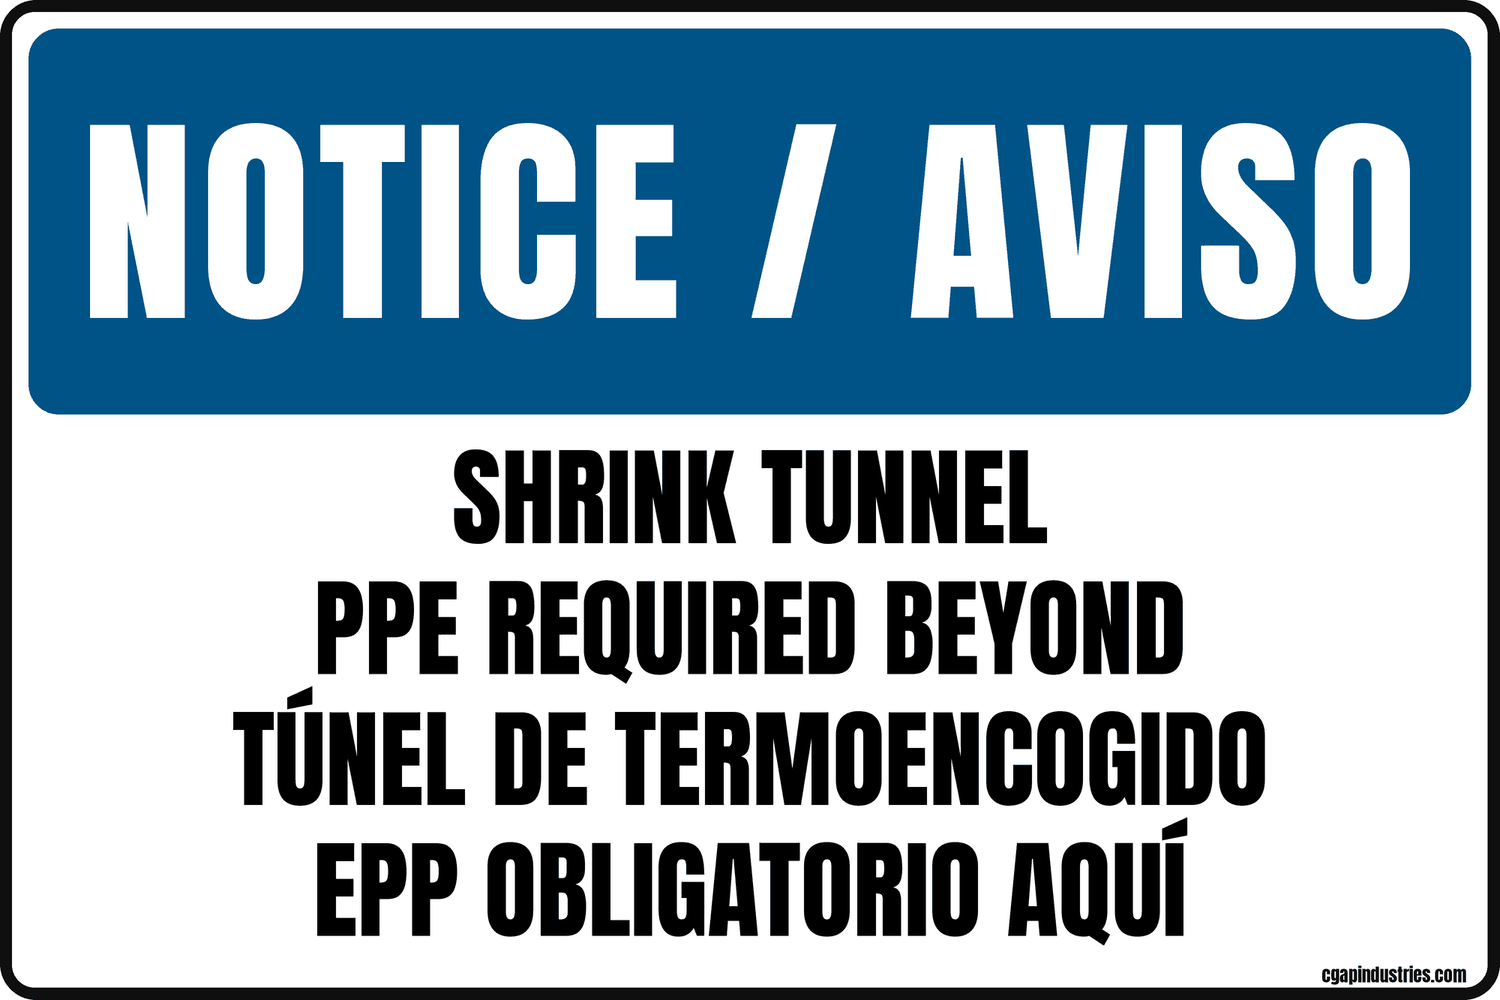 NOTICE / AVISO
SHRINK TUNNEL
PPE REQUIRED BEYOND
TÚNEL DE TERMOENCOGIDO
EPP OBLIGATORIO AQUÍ
cgapindustries.com